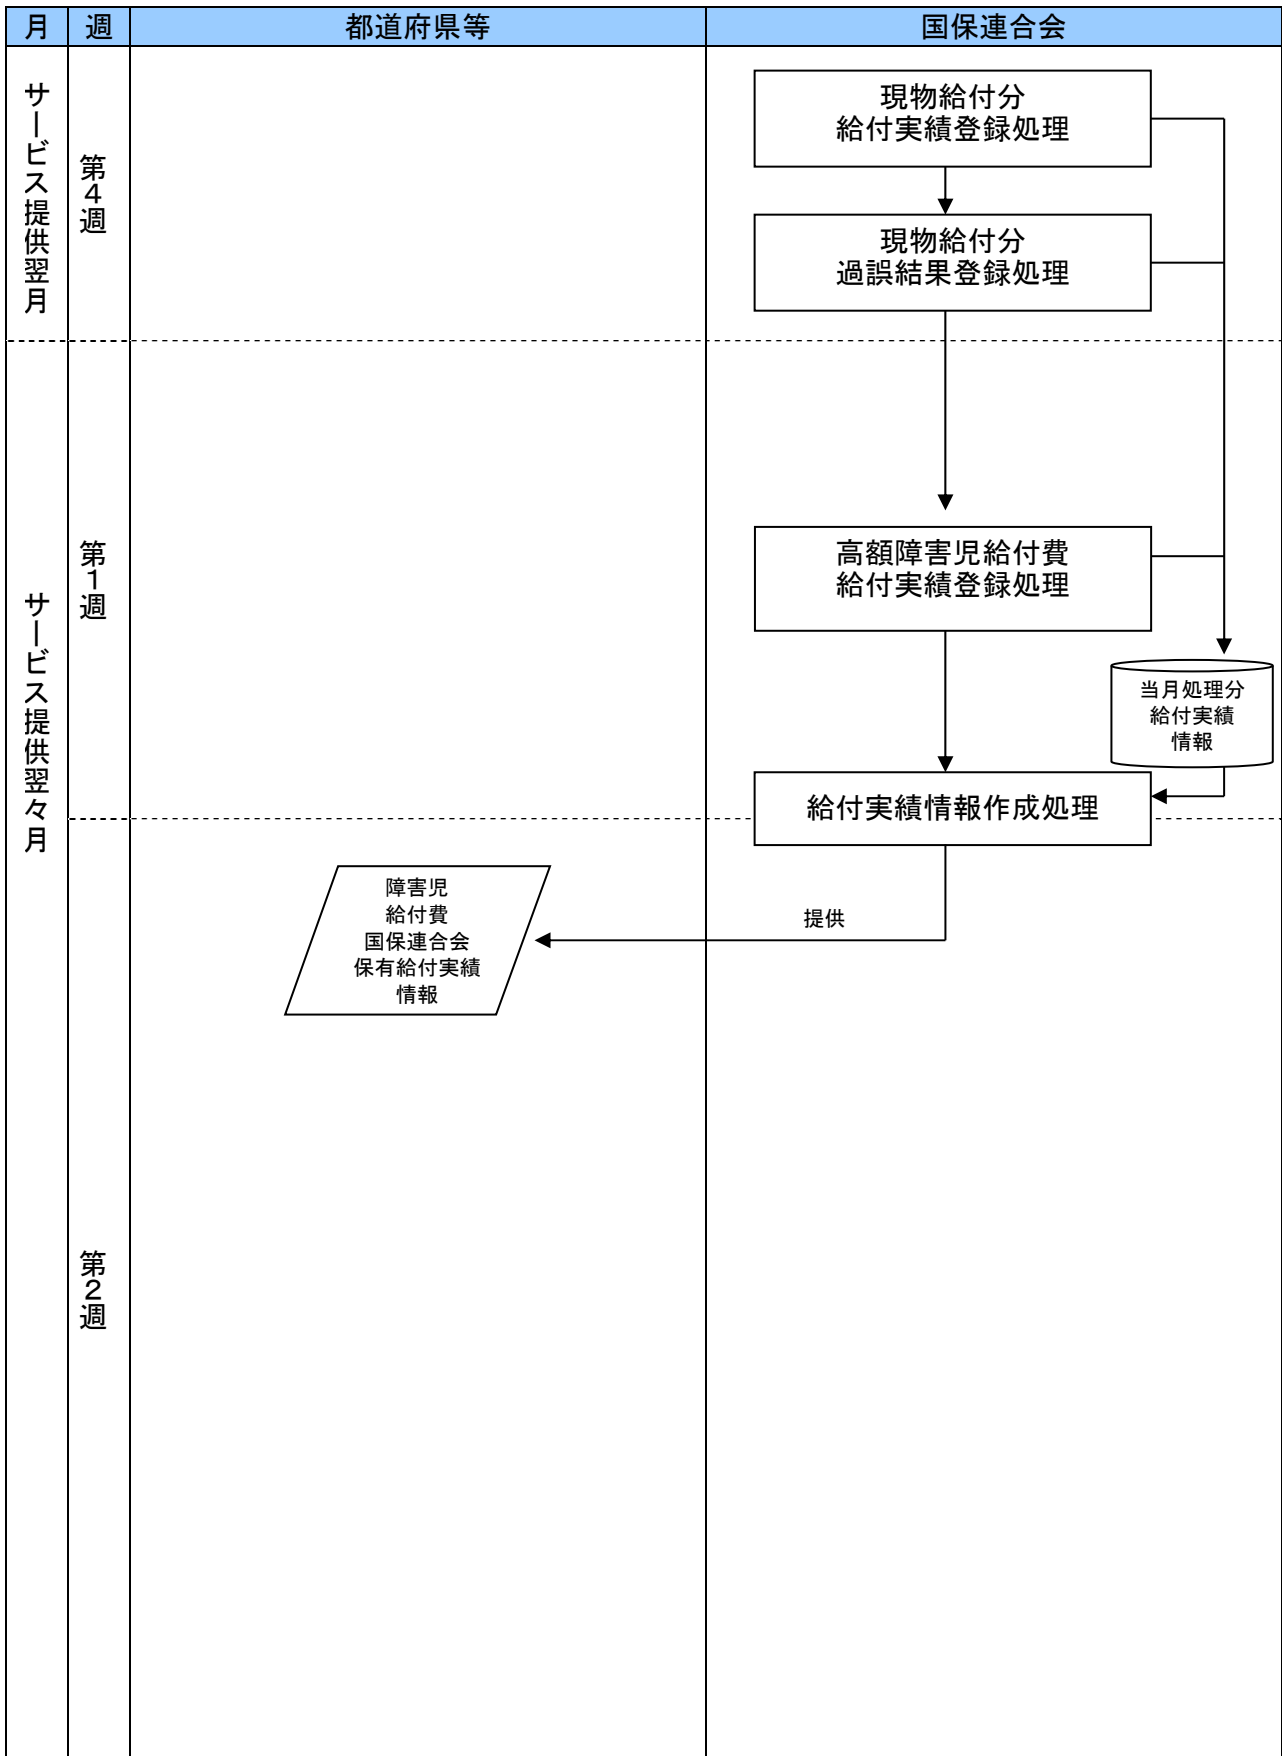 月 週 都道府県等 国保連合会
サービス提供翌月
第4週
現物給付分
給付実績登録処理
現物給付分
過誤結果登録処理
サービス提供翌々月
第1週
高額障害児給付費
給付実績登録処理
当月処理分
給付実績
情報
給付実績情報作成処理
第2週
障害児
給付費
国保連合会
保有給付実績
情報
提供